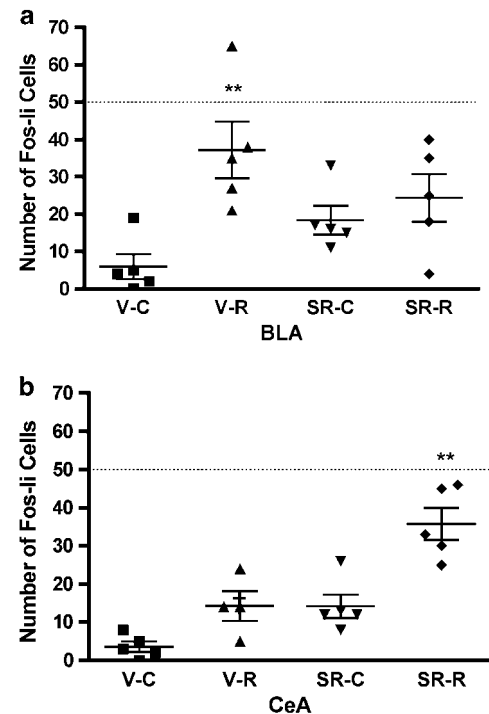 a
Number of Fos-li Cells
70
60
50
40
30
20
10
0
**
V-C V-R SR-C SR-R
BLA
b
Number of Fos-li Cells
70
60
50
40
30
20
10
0
**
V-C V-R SR-C SR-R
CeA